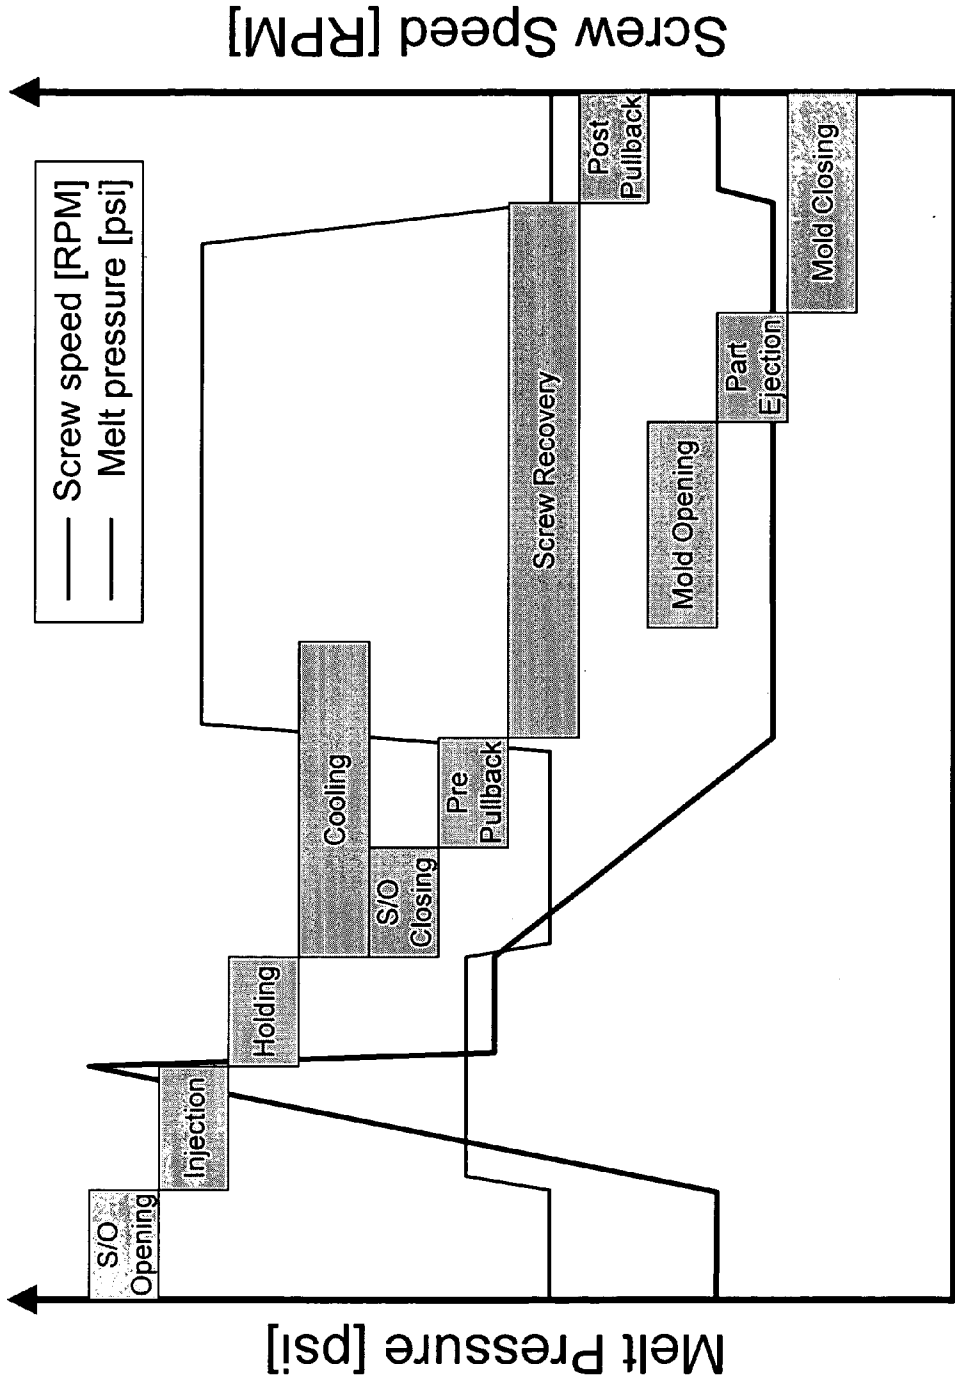 Screw speed [RPM]
Melt pressure [psi]
Melt Pressure [psi]
Screw Speed [RPM]
S/O
Opening
Injection
Holding
Cooling
S/O
Closing
Pre
Pullback
Screw Recovery
Post
Pullback
Mold Opening
Part
Ejection
Mold Closing